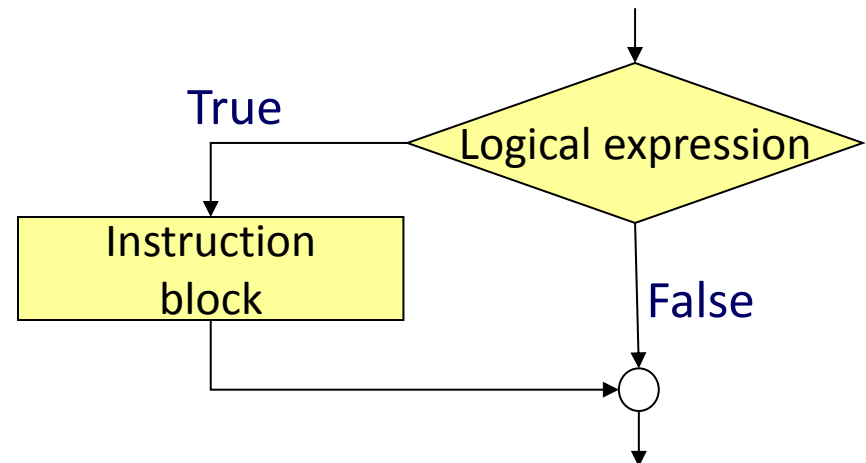 True
Logical expression
Instruction
block
False